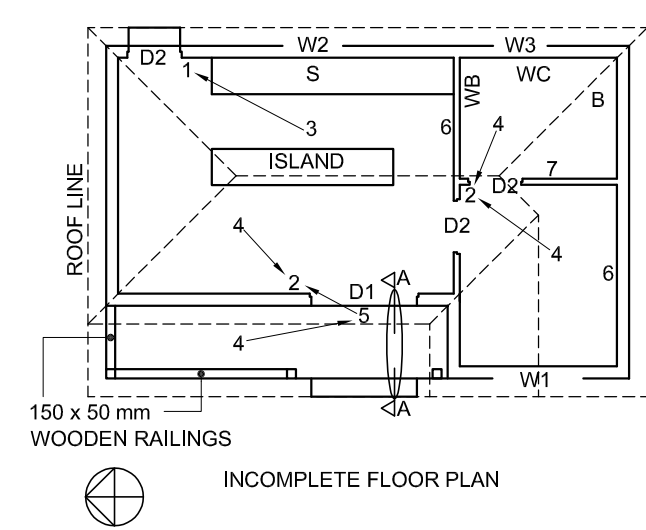 W2
W3
D2
1
S
WB
WC
B
3
6
4
ISLAND
7
2
D2
ROOF LINE
4
D2
4
6
2
D1
A
5
4
W1
A
150 x 50 mm
WOODEN RAILINGS
INCOMPLETE FLOOR PLAN